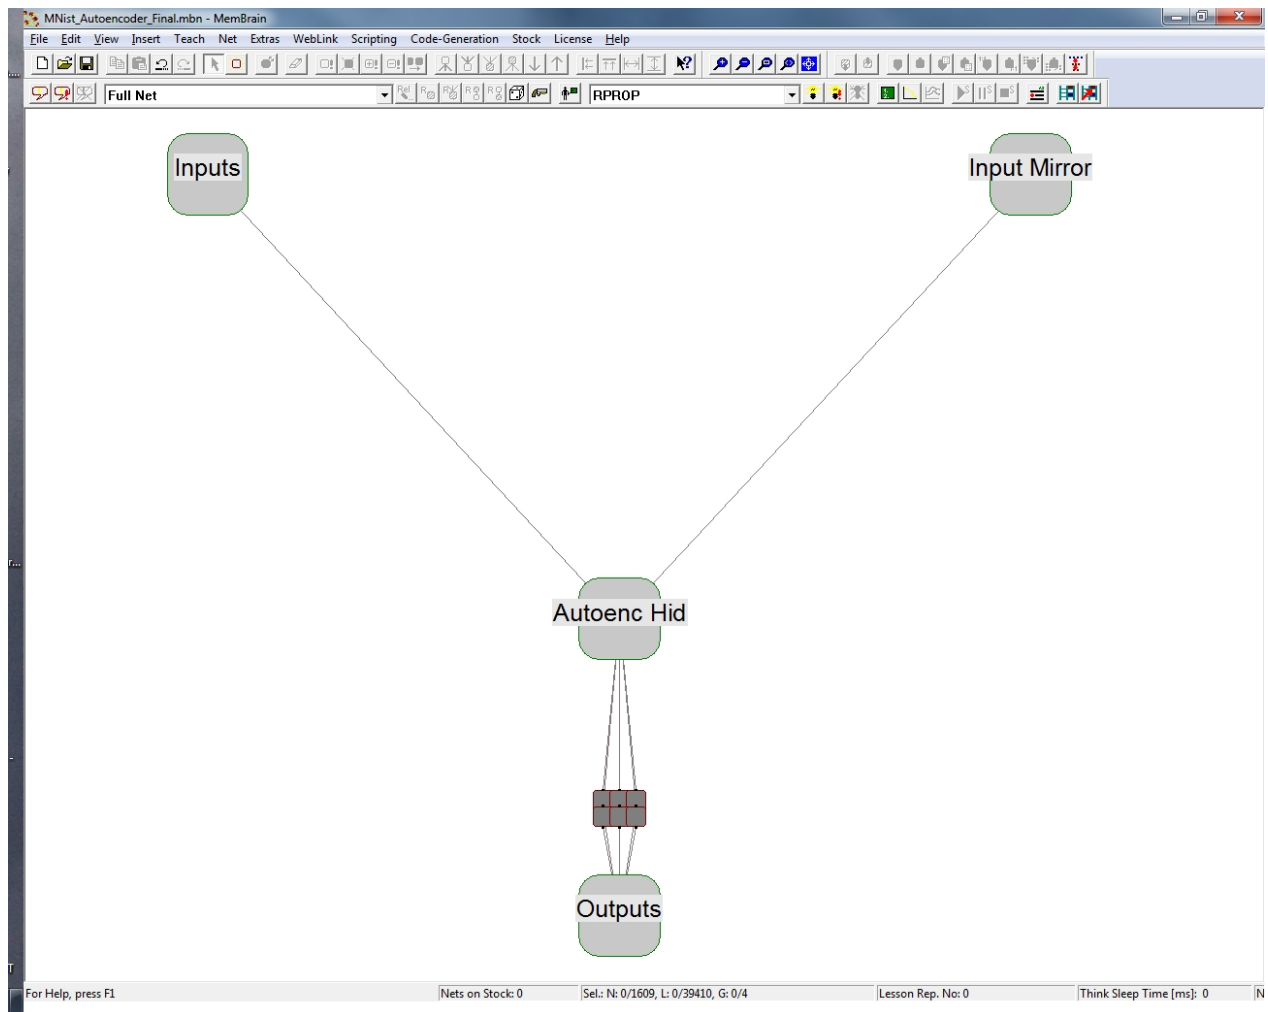 MNist_Autoencoder_Final.mbn - MemBrain
File Edit View Insert Teach Net Extras WebLink Scripting Code-Generation Stock License Help
Full Net RPROP
Inputs Input Mirror
Autoenc Hid
Outputs
For Help, press F1 Nets on Stock: 0 Sel.: N: 0/1609, L: 0/39410, G: 0/4 Lesson Rep. No: 0 Think Sleep Time [ms]: 0 N